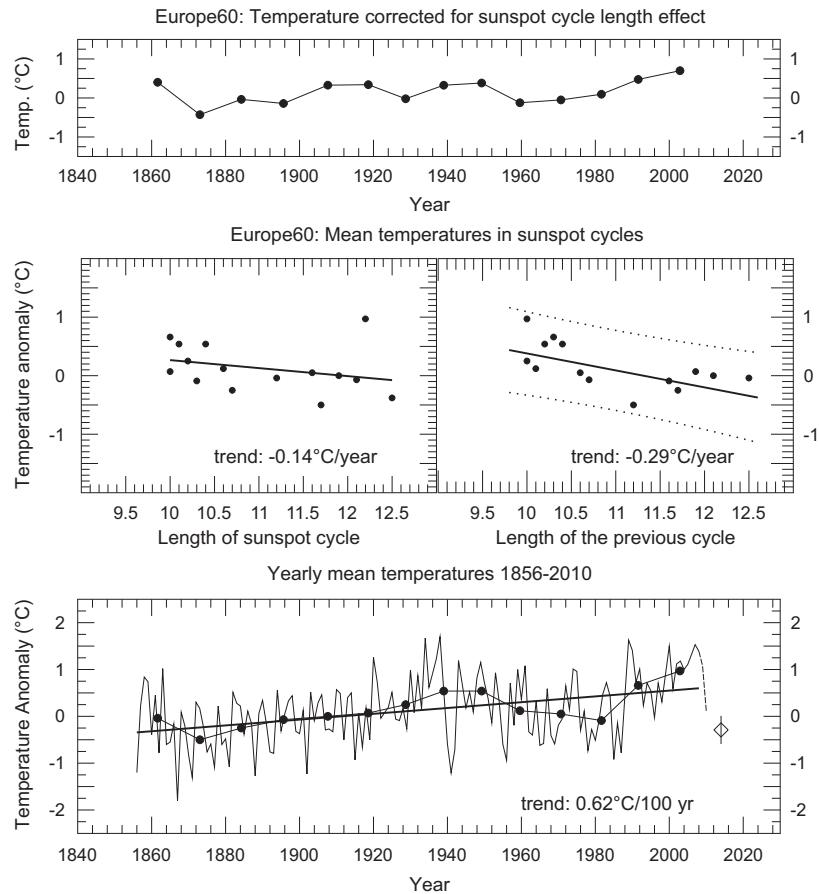 Europe60: Temperature corrected for sunspot cycle length effect
Temp. (°C)
1
0
-1
1
0
-1
1840 1860 1880 1900 1920 1940 1960 1980 2000 2020
Year
Europe60: Mean temperatures in sunspot cycles
Temperature anomaly (°C)
1
0
-1
trend: -0.14°C/year
9.5 10 10.5 11 11.5 12 12.5
Length of sunspot cycle
trend: -0.29°C/year
1
0
-1
9.5 10 10.5 11 11.5 12 12.5
Length of the previous cycle
Yearly mean temperatures 1856-2010
Temperature Anomaly (°C)
2
1
0
-1
-2
2
1
0
-1
-2
trend: 0.62°C/100 yr
1840 1860 1880 1900 1920 1940 1960 1980 2000 2020
Year